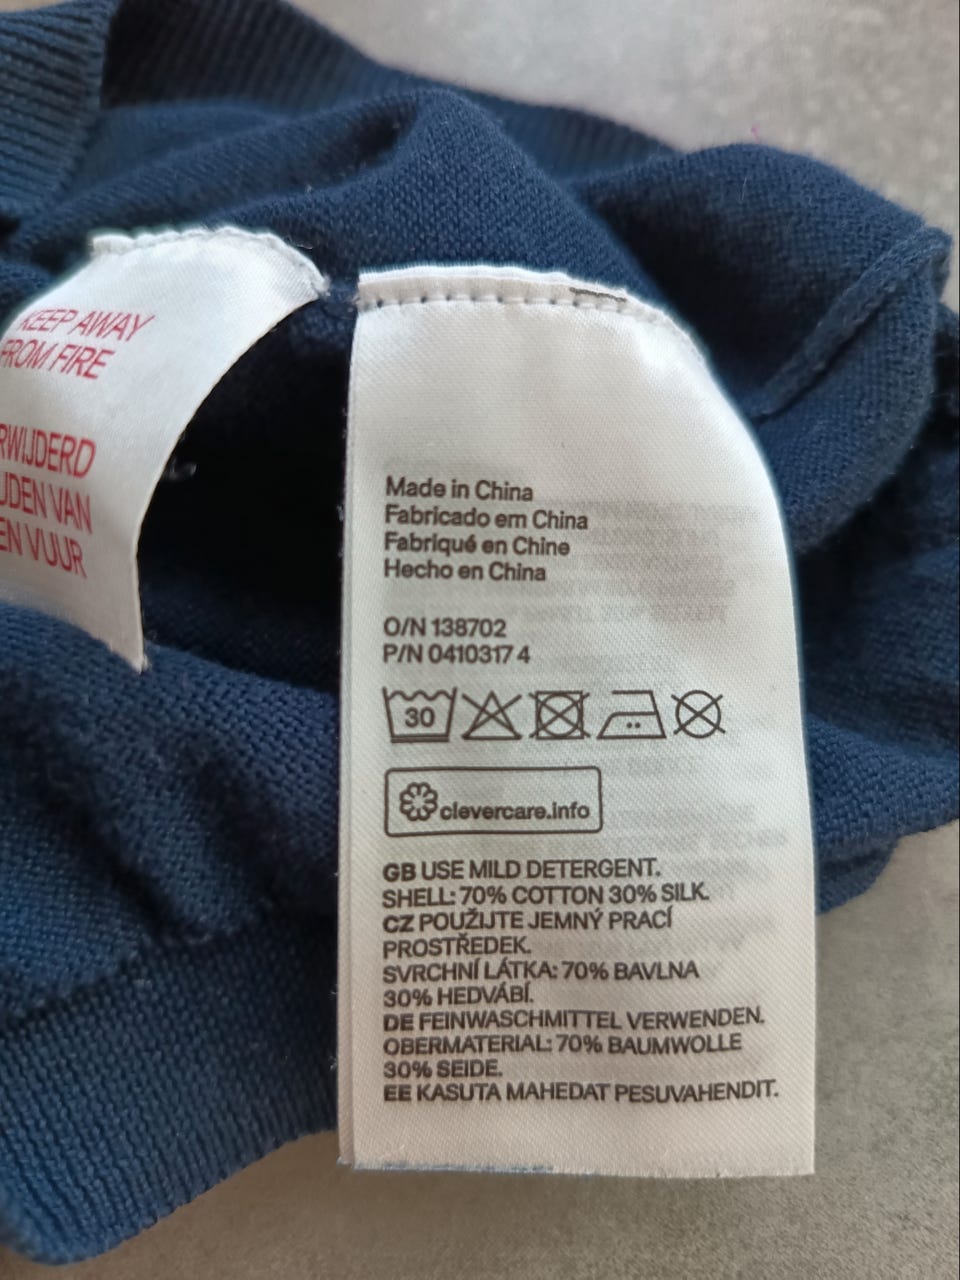 KEEP AWAY
FROM FIRE
Made in China
Fabricado em China
Fabriqué en Chine
Hecho en China
O/N 138702
P/N 0410317 4
30
clevercare.info
GB USE MILD DETERGENT.
SHELL: 70% COTTON 30% SILK.
CZ POUŽIJTE JEMNÝ PRACÍ
PROSTŘEDEK.
SVRCHNÍ LÁTKA: 70% BAVLNA
30% HEDVÁBÍ.
DE FEINWASCHMITTEL VERWENDEN.
OBERMATERIAL: 70% BAUMWOLLE
30% SEIDE.
EE KASUTA MAHEDAT PESUVAHENDIT.
RWIJDERD
UDEN VAN
EN VUUR